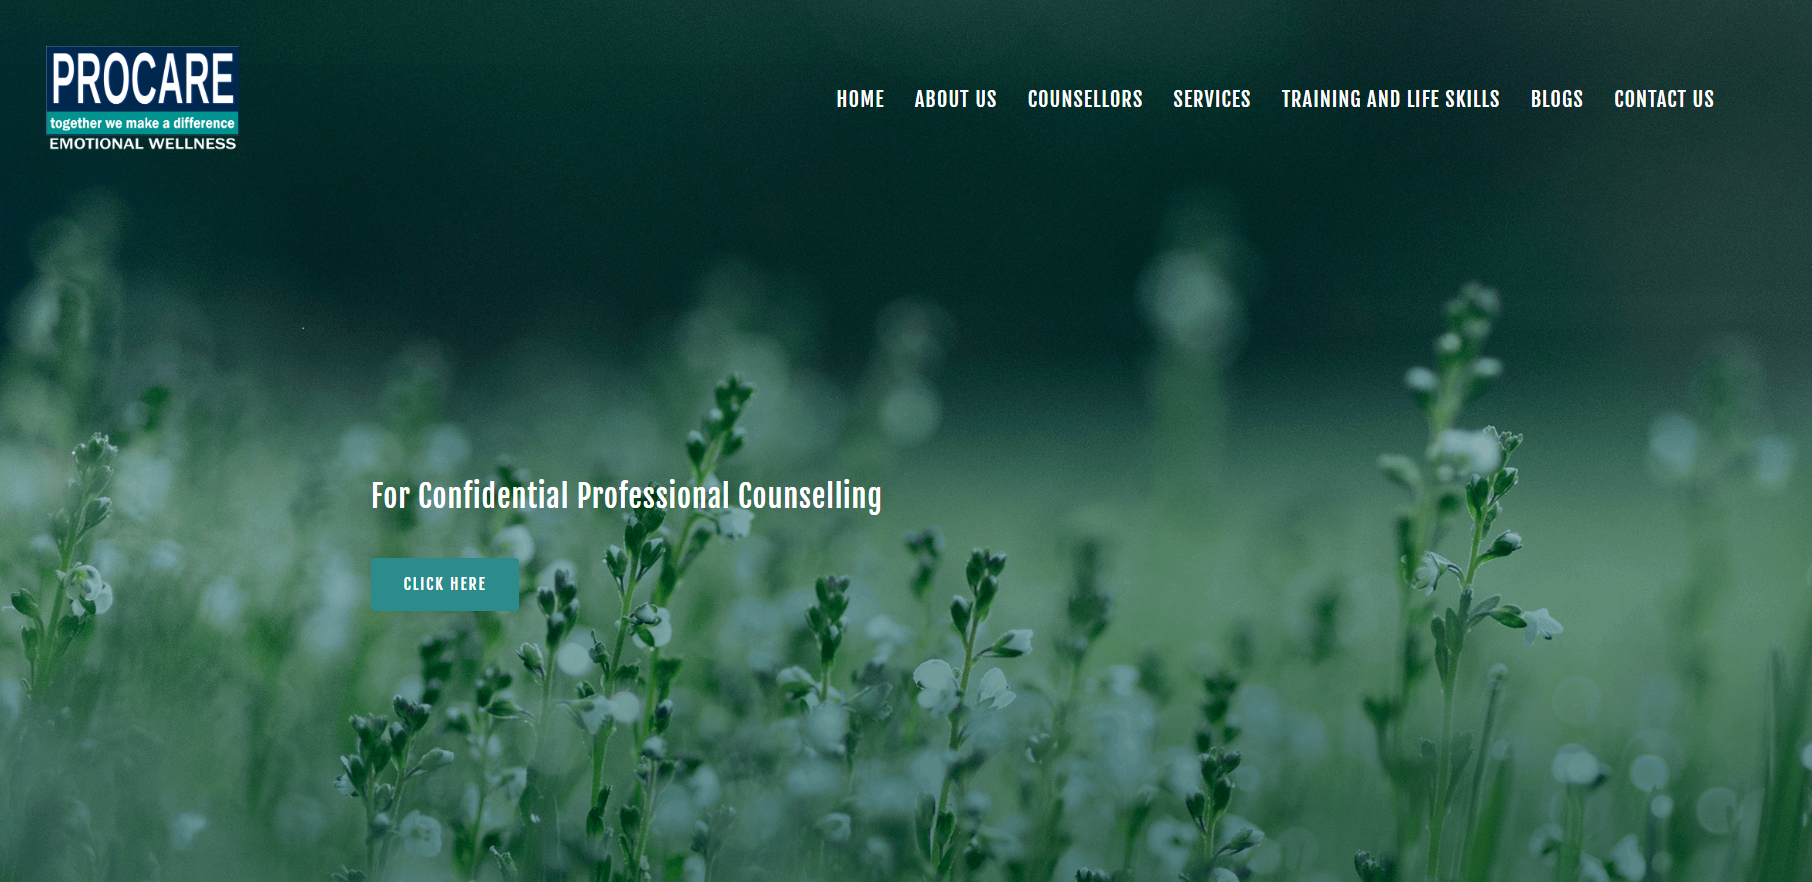 PROCARE
together we make a difference
EMOTIONAL WELLNESS
HOME ABOUT US COUNSELLORS SERVICES TRAINING AND LIFE SKILLS BLOGS CONTACT US
For Confidential Professional Counselling
CLICK HERE